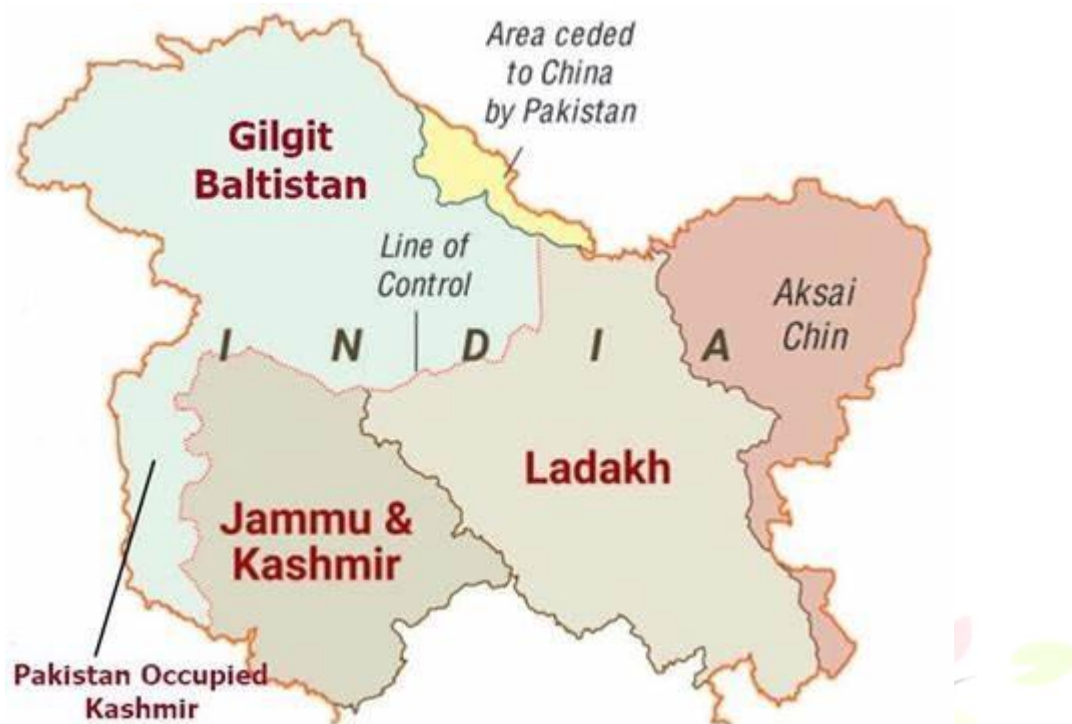 Area ceded
to China
by Pakistan
Gilgit
Baltistan
Line of
Control
Aksai
Chin
I N D I A
Ladakh
Jammu &
Kashmir
Pakistan Occupied
Kashmir